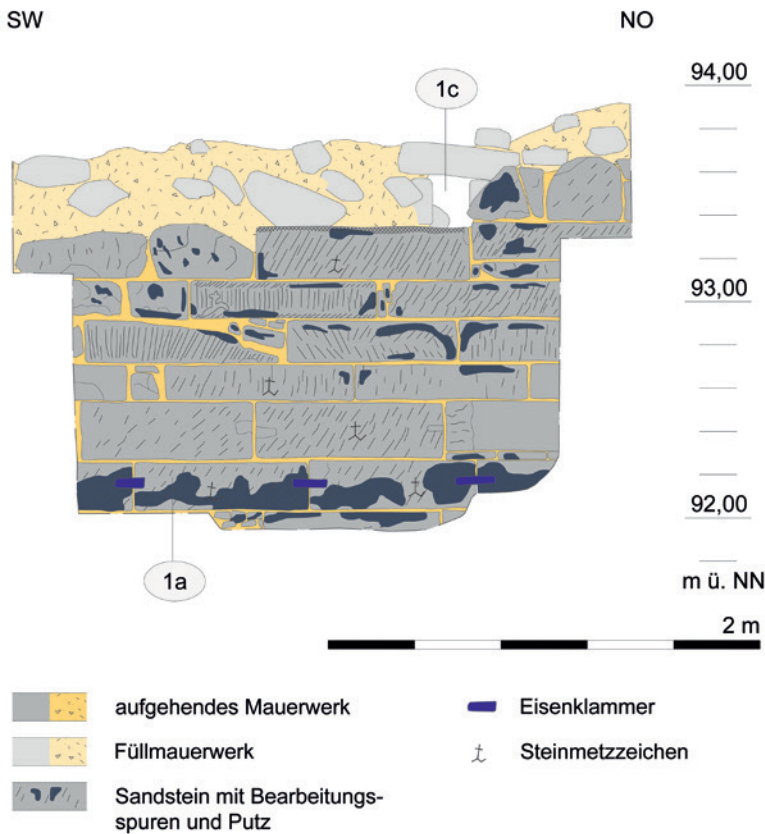 SW
NO
1c
94,00
93,00
92,00
1a
m ü. NN
2 m
aufgehendes Mauerwerk
Füllmauerwerk
Sandstein mit Bearbeitungs-
spuren und Putz
Eisenklammer
Steinmetzzeichen